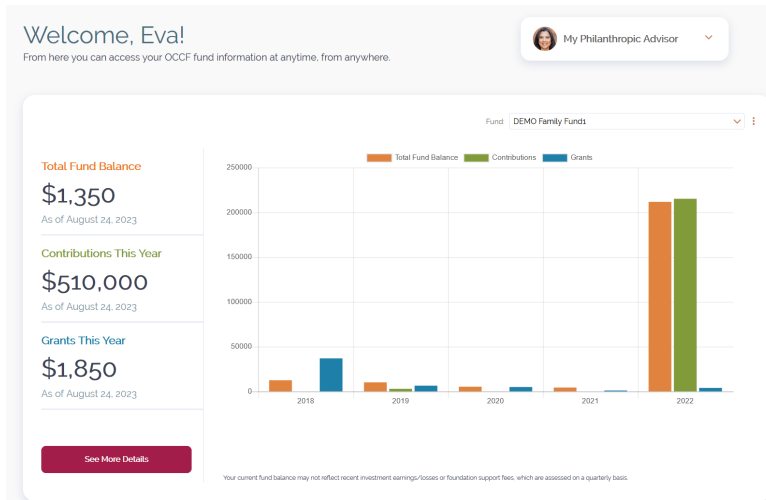 Welcome, Eva!
From here you can access your OCCF fund information at anytime, from anywhere.
My Philanthropic Advisor
Fund DEMO Family Fund1
Total Fund Balance
$1,350
As of August 24, 2023
Contributions This Year
$510,000
As of August 24, 2023
Grants This Year
$1,850
As of August 24, 2023
See More Details
Total Fund Balance Contributions Grants
250000
200000
150000
100000
50000
0
2018 2019 2020 2021 2022
Your current fund balance may not reflect recent investment earnings/losses or foundation support fees, which are assessed on a quarterly basis.